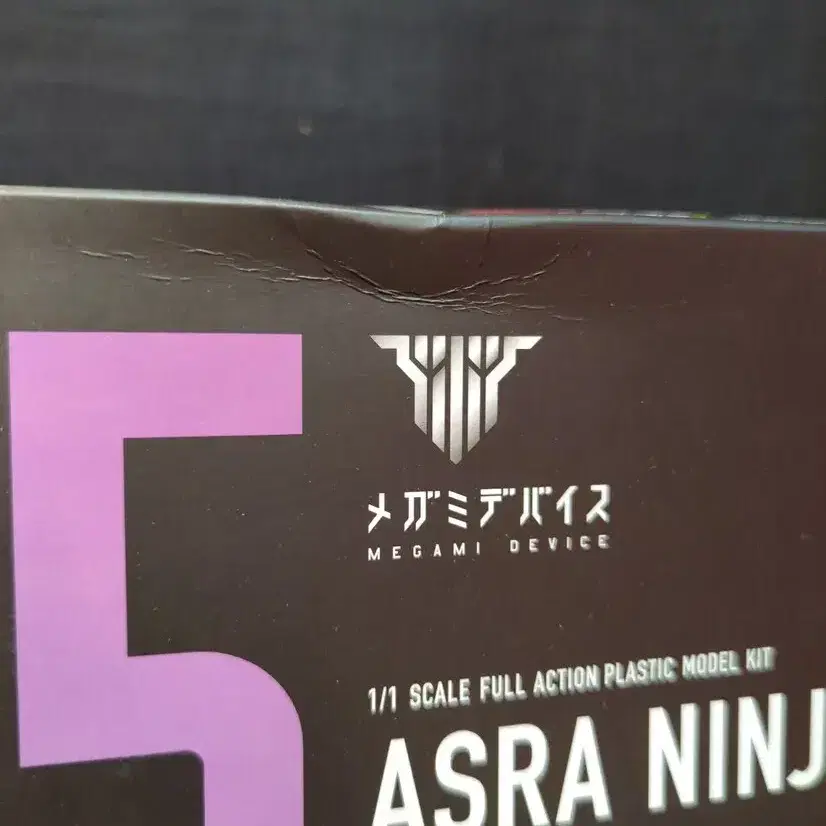 5
メガミデバイス
MEGAMI DEVICE
1/1 SCALE FULL ACTION PLASTIC MODEL KIT
ASRA NINJ